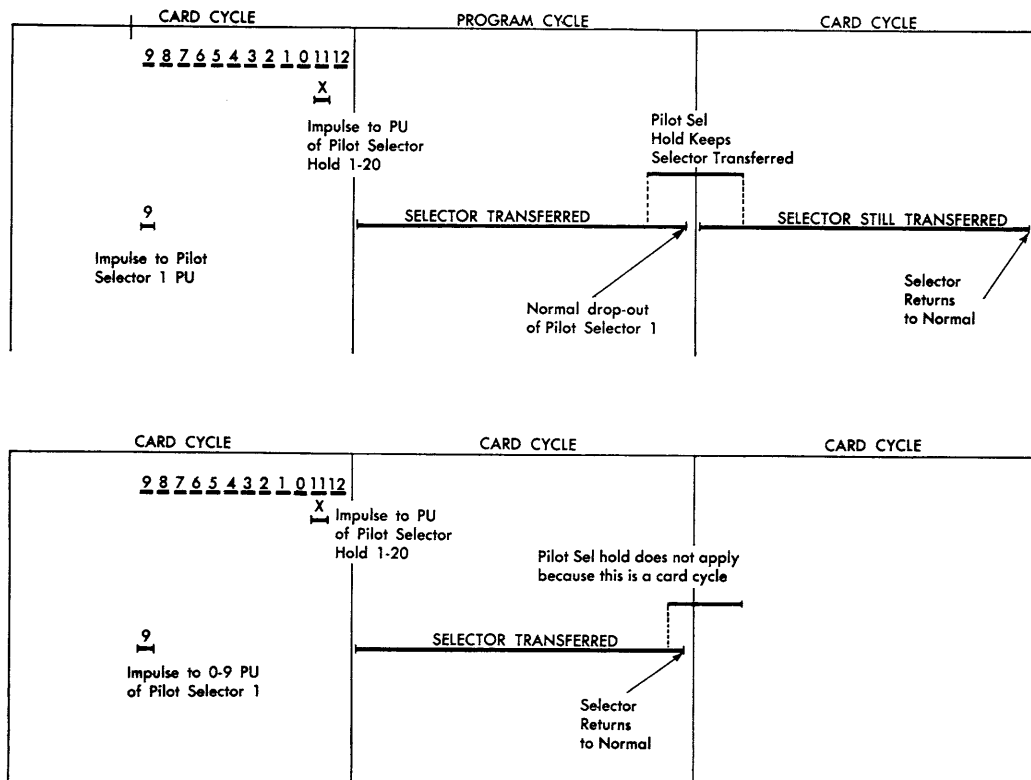 CARD CYCLE PROGRAM CYCLE CARD CYCLE
9 8 7 6 5 4 3 2 1 0 11 12
X
Impulse to PU
of Pilot Selector
Hold 1-20
Pilot Sel
Hold Keeps
Selector Transferred
9
Impulse to Pilot
Selector 1 PU
SELECTOR TRANSFERRED
SELECTOR STILL TRANSFERRED
Normal drop-out
of Pilot Selector 1
Selector
Returns
to Normal
CARD CYCLE CARD CYCLE CARD CYCLE
9 8 7 6 5 4 3 2 1 0 11 12
X
Impulse to PU
of Pilot Selector
Hold 1-20
Pilot Sel hold does not apply
because this is a card cycle
9
Impulse to 0-9 PU
of Pilot Selector 1
SELECTOR TRANSFERRED
Selector
Returns
to Normal